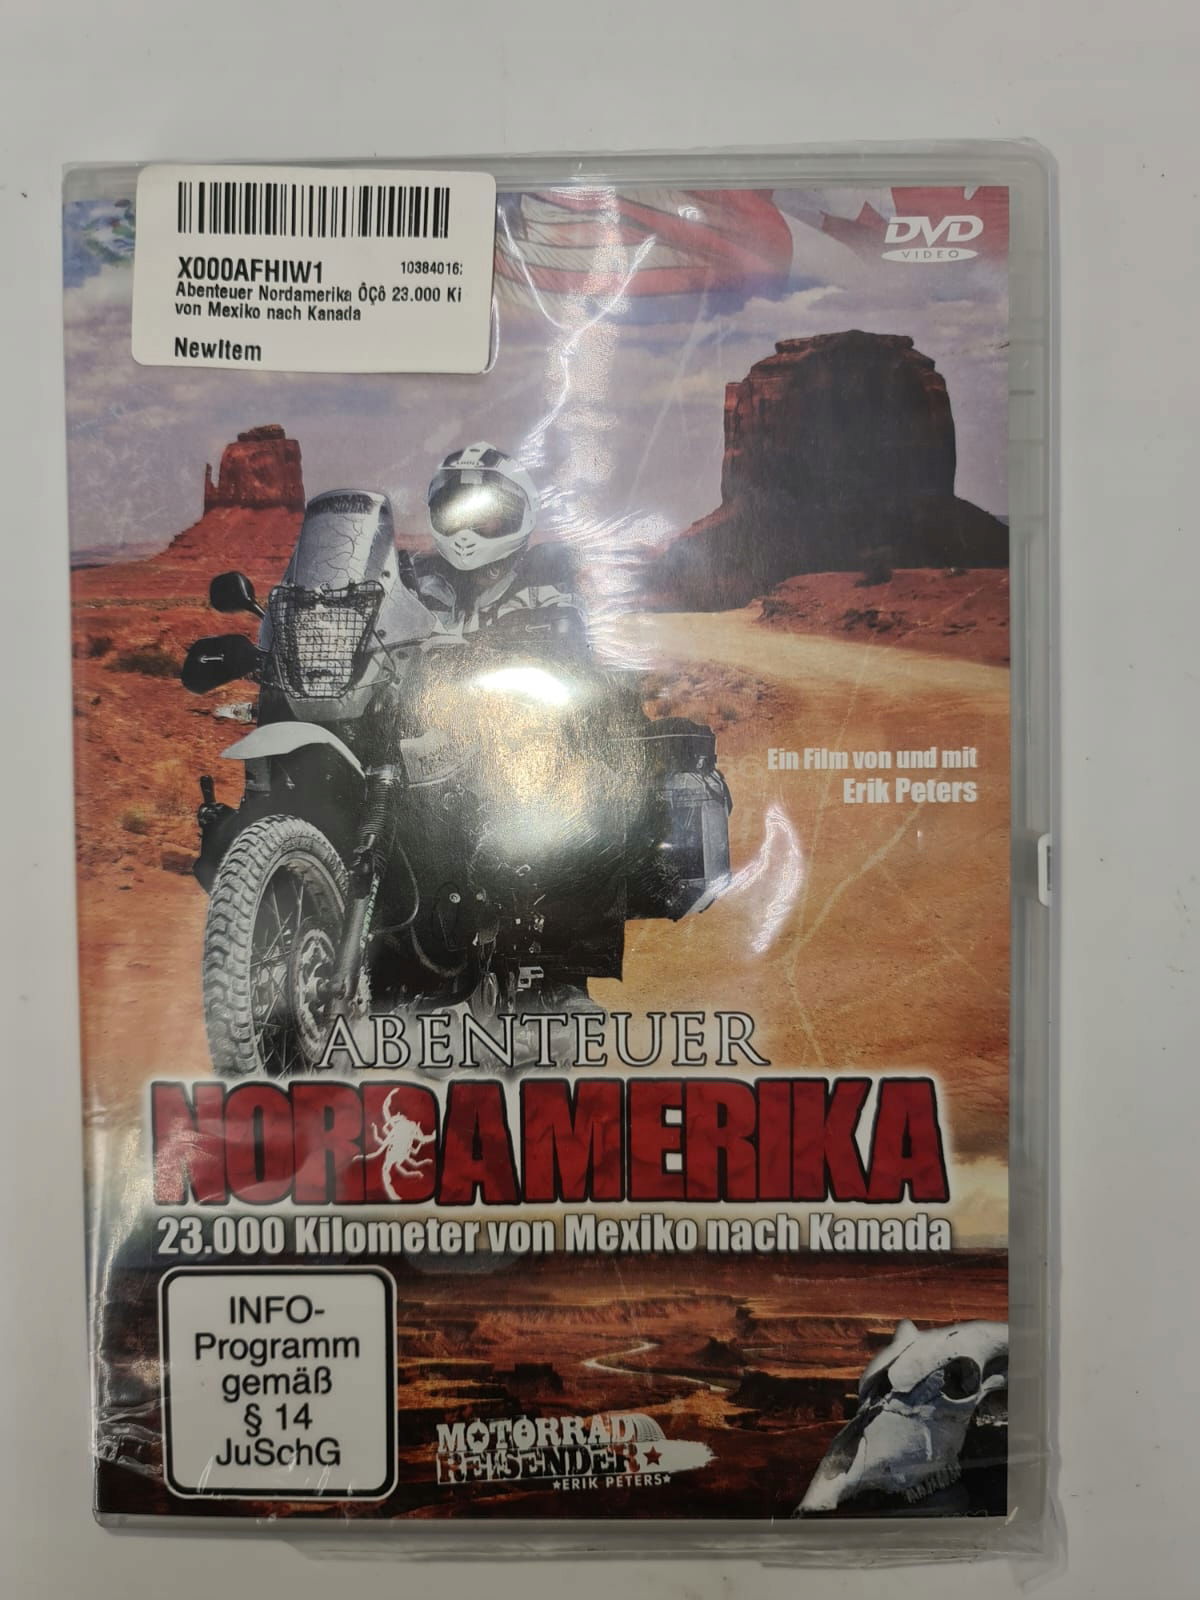 X000AFHIW1
10384016
Abenteuer Nordamerika ÔÇô 23.000 Ki
von Mexiko nach Kanada
NewItem
DVD
VIDEO
Ein Film von und mit
Erik Peters
ABENTEUER
NORDAMERIKA
23.000 Kilometer von Mexiko nach Kanada
INFO-
Programm
gemäß
§ 14
JuSchG
MOTORRAD
REISENDER
ERIK PETERS